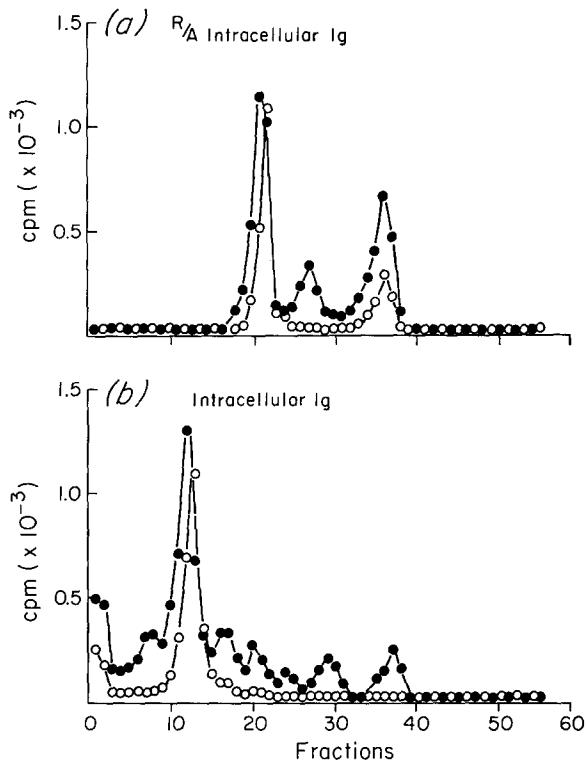 (a) R/A Intracellular Ig
1.5
1.0
0.5
cpm (x 10⁻³)
(b) Intracellular Ig
1.5
1.0
0.5
cpm (x 10⁻³)
0 10 20 30 40 50 60
Fractions